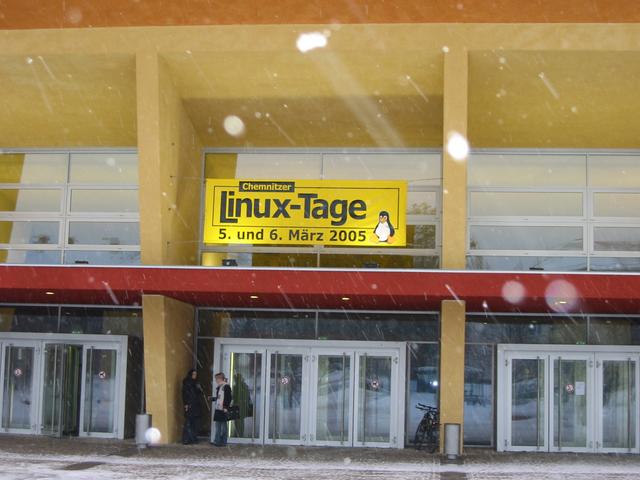 Chemnitzer
Linux-Tage
5. und 6. März 2005